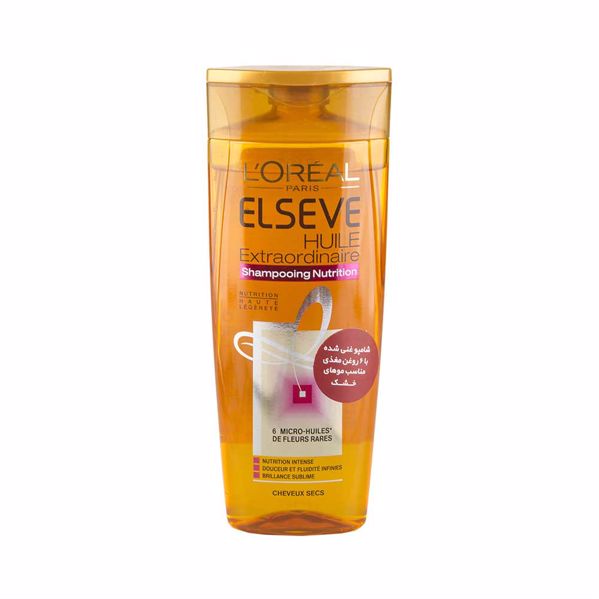 L'ORÉAL
PARIS
ELSEVE
HUILE
Extraordinaire
Shampooing Nutrition
NUTRITION
HAUTE
LÉGÈRETÉ
شامپو غنی شده
با ۶ روغن مغذی
مناسب موهای
خشک
6 MICRO-HUILES*
DE FLEURS RARES
NUTRITION INTENSE
DOUCEUR ET FLUIDITÉ INFINIES
BRILLANCE SUBLIME
CHEVEUX SECS